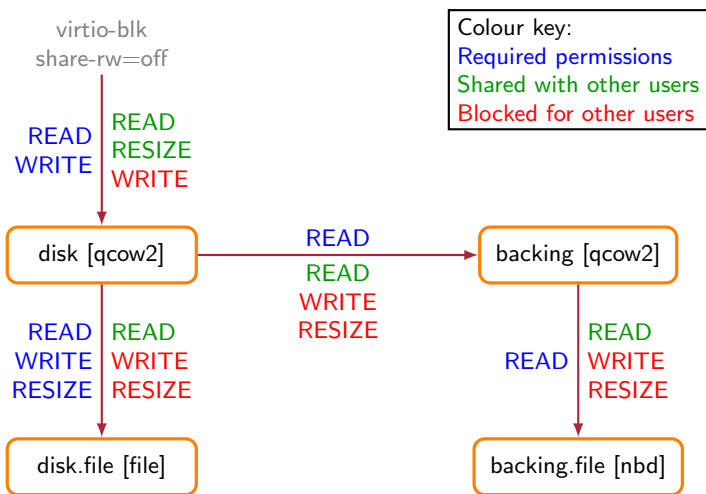 virtio-blk
share-rw=off
Colour key:
Required permissions
Shared with other users
Blocked for other users
READ
WRITE
READ
RESIZE
WRITE
disk [qcow2]
READ
READ
WRITE
RESIZE
backing [qcow2]
READ
WRITE
RESIZE
READ
WRITE
RESIZE
READ
READ
WRITE
RESIZE
disk.file [file]
backing.file [nbd]